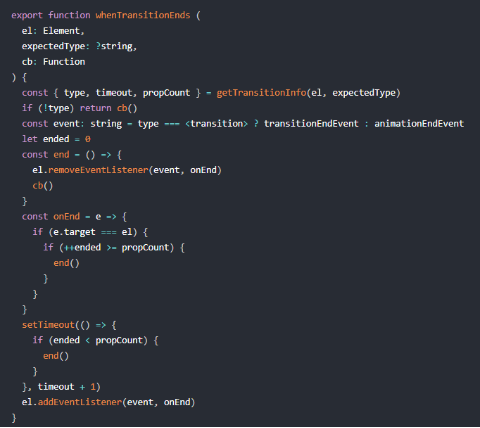 export function whenTransitionEnds (
  el: Element,
  expectedType: ?string,
  cb: Function
) {
  const { type, timeout, propCount } = getTransitionInfo(el, expectedType)
  if (!type) return cb()
  const event: string = type === <transition> ? transitionEndEvent : animationEndEvent
  let ended = 0
  const end = () => {
    el.removeEventListener(event, onEnd)
    cb()
  }
  const onEnd = e => {
    if (e.target === el) {
      if (++ended >= propCount) {
        end()
      }
    }
  }
  setTimeout(() => {
    if (ended < propCount) {
      end()
    }
  }, timeout + 1)
  el.addEventListener(event, onEnd)
}